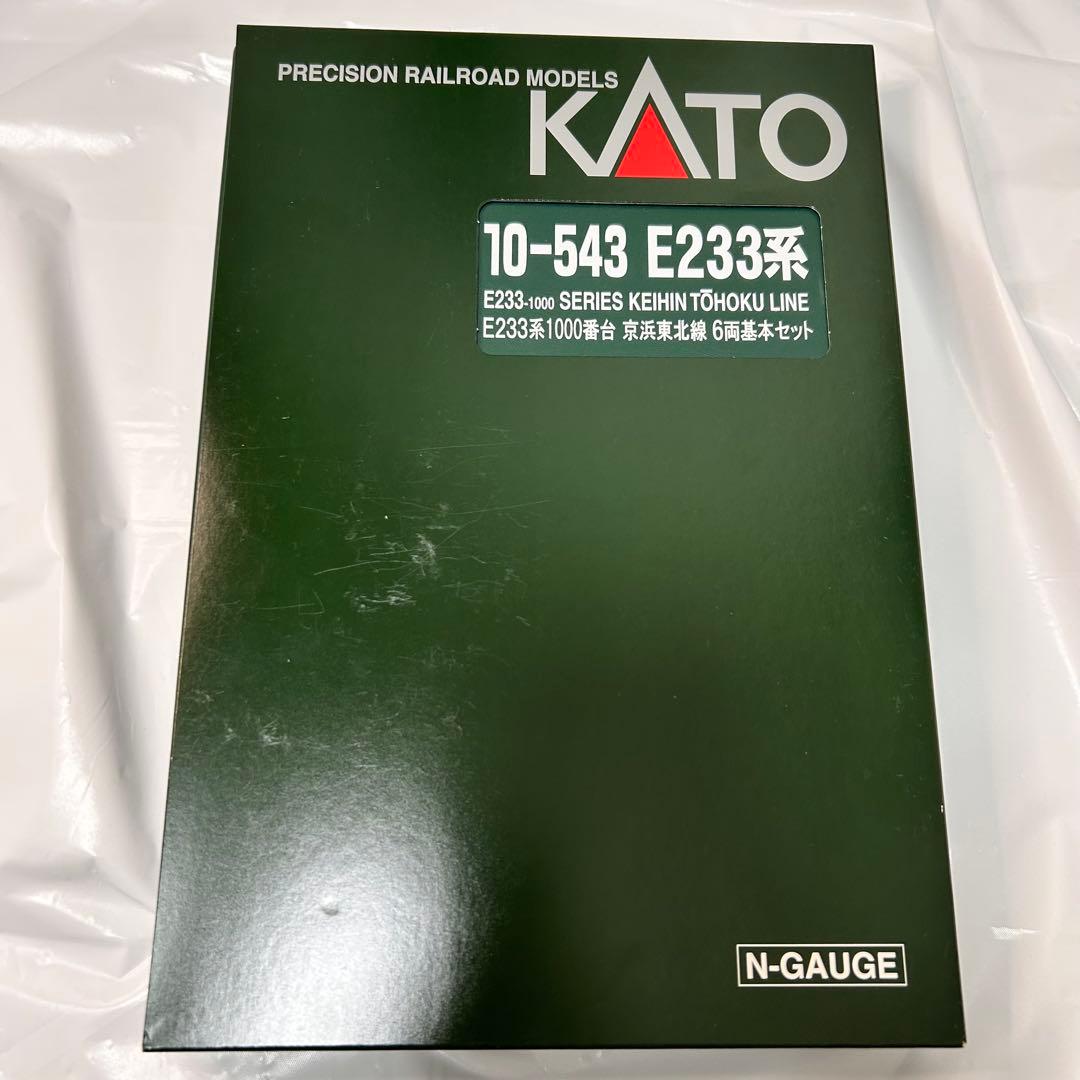 PRECISION RAILROAD MODELS
KATO
10-543 E233系
E233-1000 SERIES KEIHIN TŌHOKU LINE
E233系1000番台 京浜東北線 6両基本セット
N-GAUGE